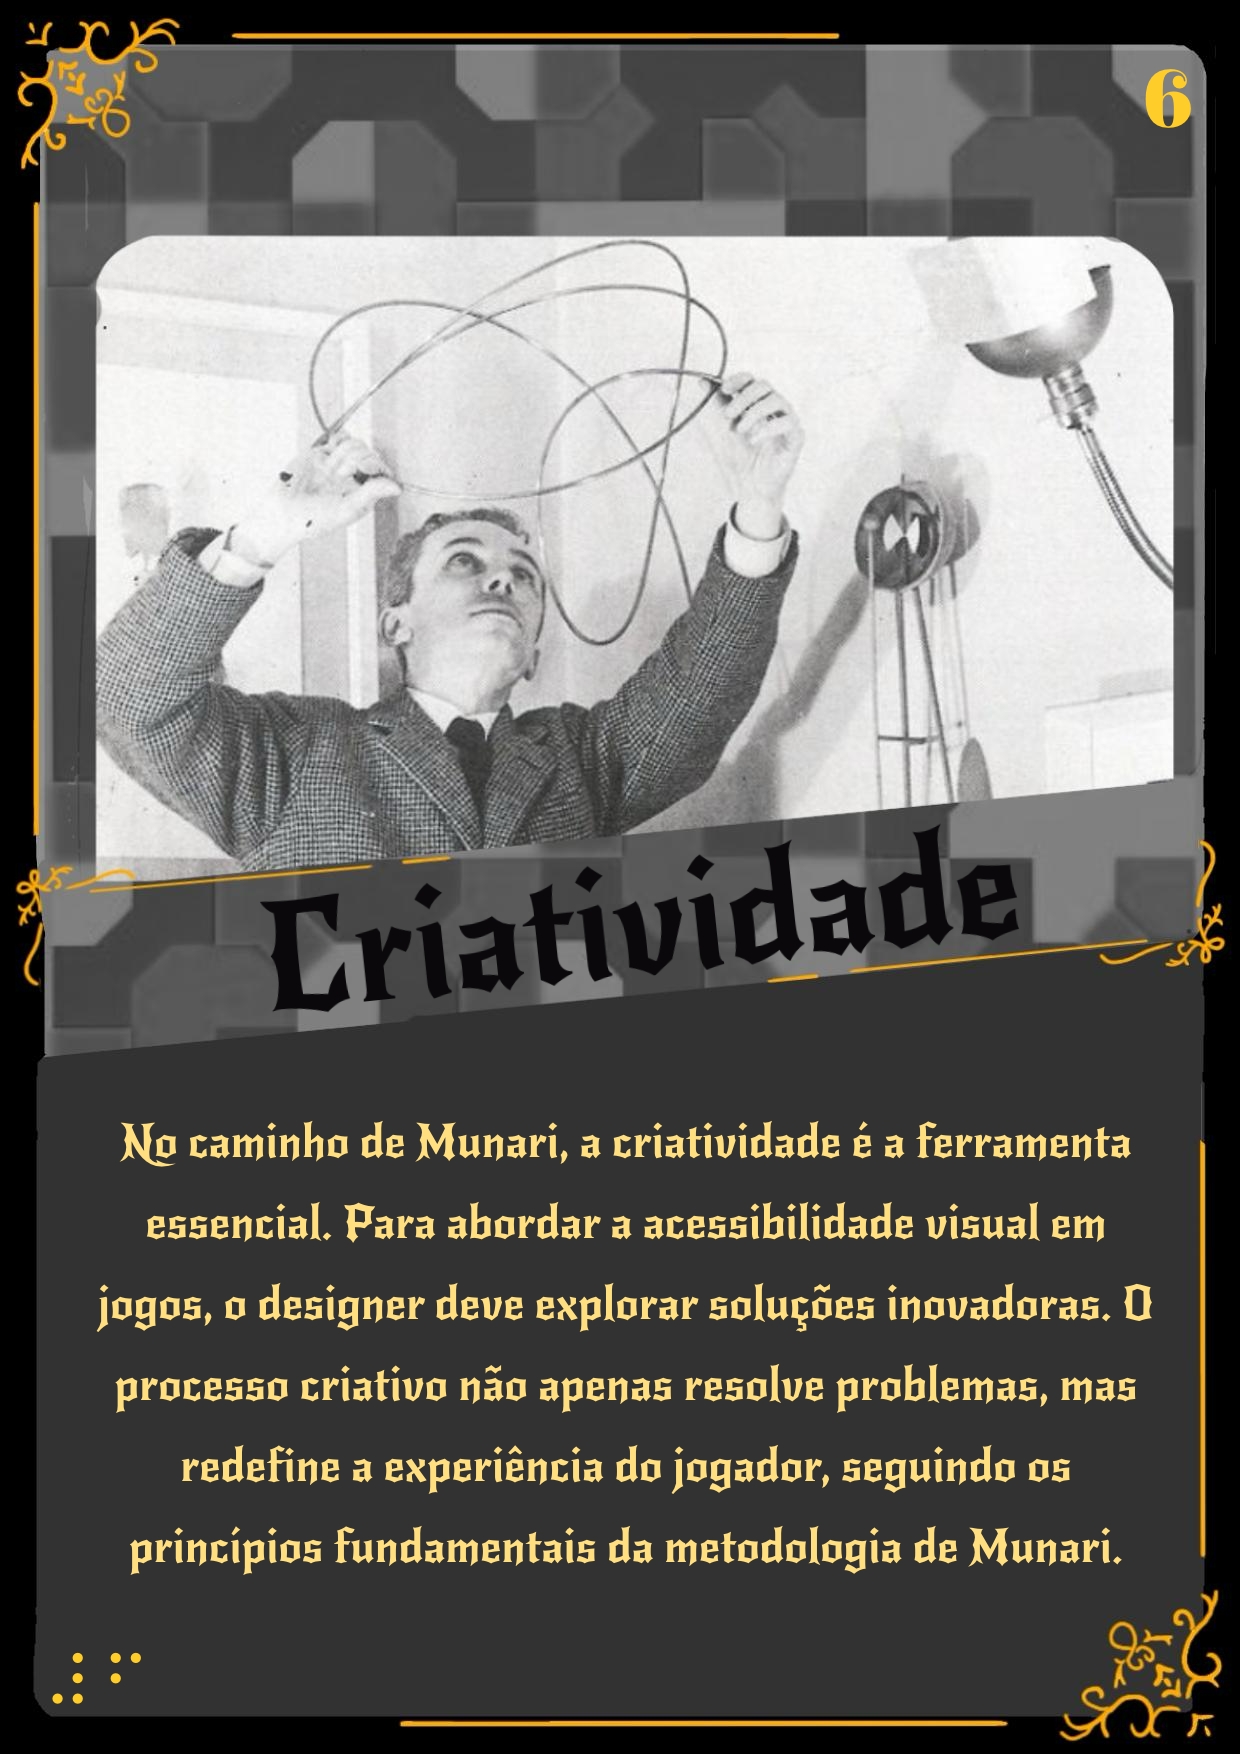 6
Criatividade
No caminho de Munari, a criatividade é a ferramenta
essencial. Para abordar a acessibilidade visual em
jogos, o designer deve explorar soluções inovadoras. O
processo criativo não apenas resolve problemas, mas
redefine a experiência do jogador, seguindo os
princípios fundamentais da metodologia de Munari.
⠼⠋